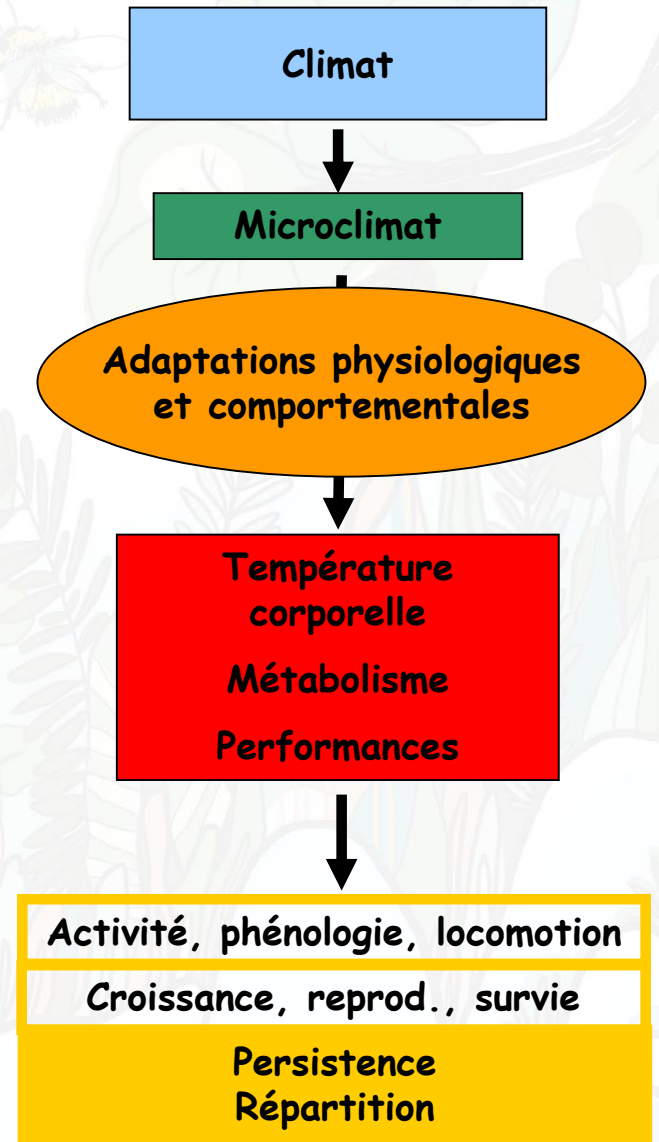 Climat
Microclimat
Adaptations physiologiques
et comportementales
Température
corporelle
Métabolisme
Performances
Activité, phénologie, locomotion
Croissance, reprod., survie
Persistence
Répartition